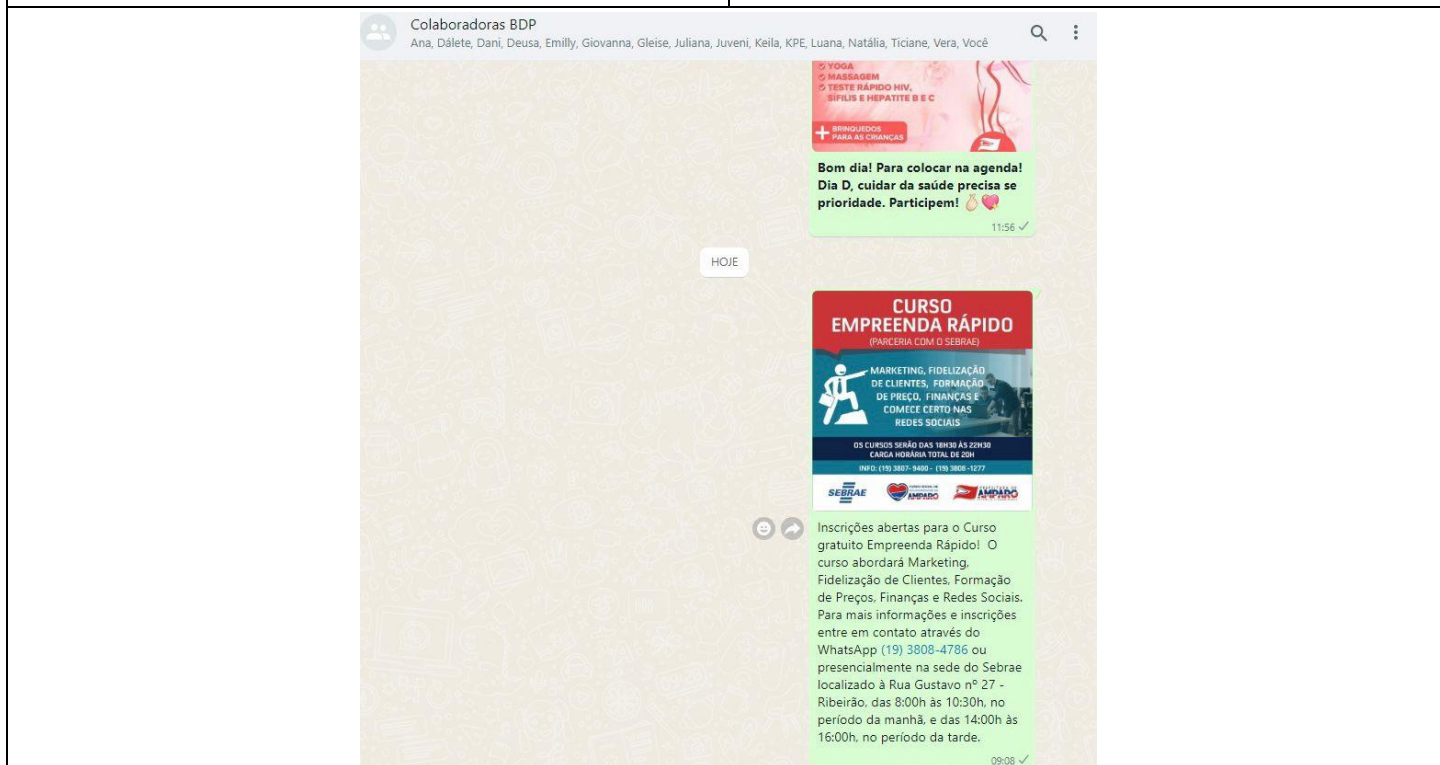 Colaboradoras BDP
Ana, Dálete, Dani, Deusa, Emilly, Giovanna, Gleise, Juliana, Juveni, Keila, KPE, Luana, Natália, Ticiane, Vera, Você
YOGA
MASSAGEM
TESTE RÁPIDO HIV,
SÍFILIS E HEPATITE B E C
+ BRINQUEDOS
PARA AS CRIANÇAS
Bom dia! Para colocar na agenda!
Dia D, cuidar da saúde precisa se
prioridade. Participem!
11:56
HOJE
CURSO
EMPREENDA RÁPIDO
(PARCERIA COM O SEBRAE)
MARKETING, FIDELIZAÇÃO
DE CLIENTES, FORMAÇÃO
DE PREÇO, FINANÇAS E
COMECE CERTO NAS
REDES SOCIAIS
OS CURSOS SERÃO DAS 18H30 ÀS 22H30
CARGA HORÁRIA TOTAL DE 20H
INFO: (19) 3807- 9400 - (19) 3808 -1277
SEBRAE
AMPARO
PREFEITURA DE
AMPARO
Inscrições abertas para o Curso
gratuito Empreenda Rápido! O
curso abordará Marketing,
Fidelização de Clientes, Formação
de Preços, Finanças e Redes Sociais.
Para mais informações e inscrições
entre em contato através do
WhatsApp (19) 3808-4786 ou
presencialmente na sede do Sebrae
localizado à Rua Gustavo nº 27 -
Ribeirão, das 8:00h às 10:30h, no
período da manhã, e das 14:00h às
16:00h, no período da tarde.
09:08